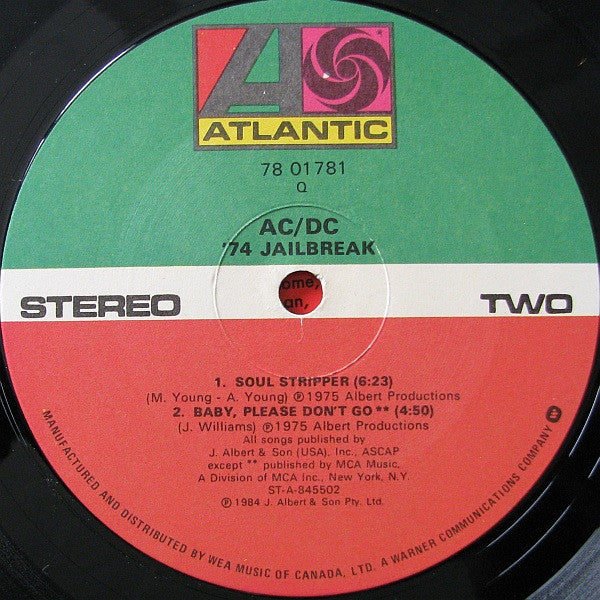 ATLANTIC
78 01781
Q
AC/DC
'74 JAILBREAK
ome,
an,
STEREO
TWO
1. SOUL STRIPPER (6:23)
(M. Young - A. Young) ℗1975 Albert Productions
2. BABY, PLEASE DON'T GO ** (4:50)
(J. Williams) ℗1975 Albert Productions
All songs published by
J. Albert & Son (USA), Inc., ASCAP
except ** published by MCA Music,
A Division of MCA Inc., New York, N.Y.
ST-A-845502
℗ 1984 J. Albert & Son Pty. Ltd.
MANUFACTURED AND DISTRIBUTED BY WEA MUSIC OF CANADA, LTD. A WARNER COMMUNICATIONS COMPANY